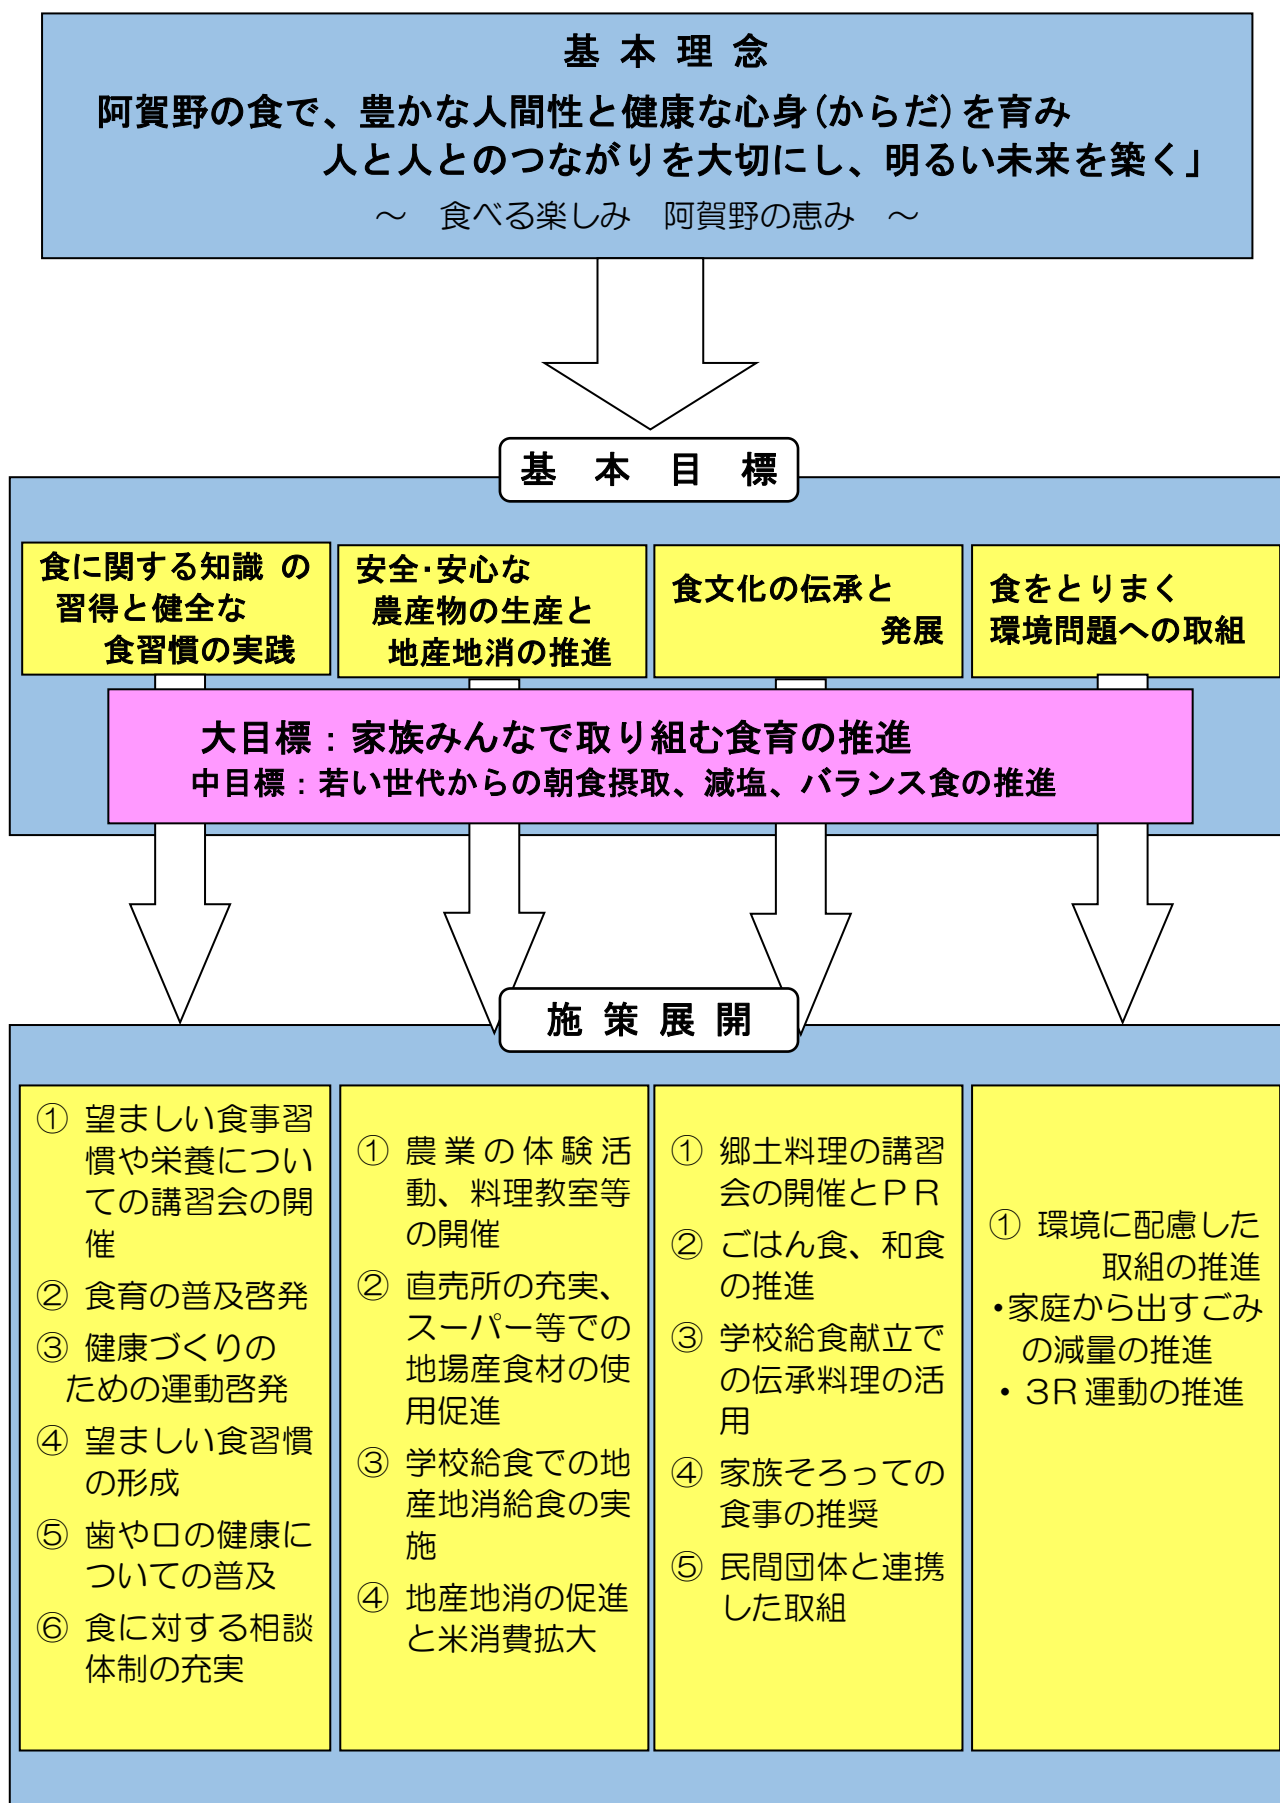 基 本 理 念
阿賀野の食で、豊かな人間性と健康な心身(からだ)を育み
人と人とのつながりを大切にし、明るい未来を築く」
～　食べる楽しみ　阿賀野の恵み　～
基　本　目　標
食に関する知識 の
習得と健全な
食習慣の実践
安全・安心な
農産物の生産と
地産地消の推進
食文化の伝承と
発展
食をとりまく
環境問題への取組
大目標：家族みんなで取り組む食育の推進
中目標：若い世代からの朝食摂取、減塩、バランス食の推進
施 策 展 開
① 望ましい食事習
慣や栄養につい
ての講習会の開
催
② 食育の普及啓発
③ 健康づくりの
ための運動啓発
④ 望ましい食習慣
の形成
⑤ 歯や口の健康に
ついての普及
⑥ 食に対する相談
体制の充実
① 農業の体験活
動、料理教室等
の開催
② 直売所の充実、
スーパー等での
地場産食材の使
用促進
③ 学校給食での地
産地消給食の実
施
④ 地産地消の促進
と米消費拡大
① 郷土料理の講習
会の開催とＰＲ
② ごはん食、和食
の推進
③ 学校給食献立で
の伝承料理の活
用
④ 家族そろっての
食事の推奨
⑤ 民間団体と連携
した取組
① 環境に配慮した
取組の推進
・家庭から出すごみ
の減量の推進
・３Ｒ運動の推進